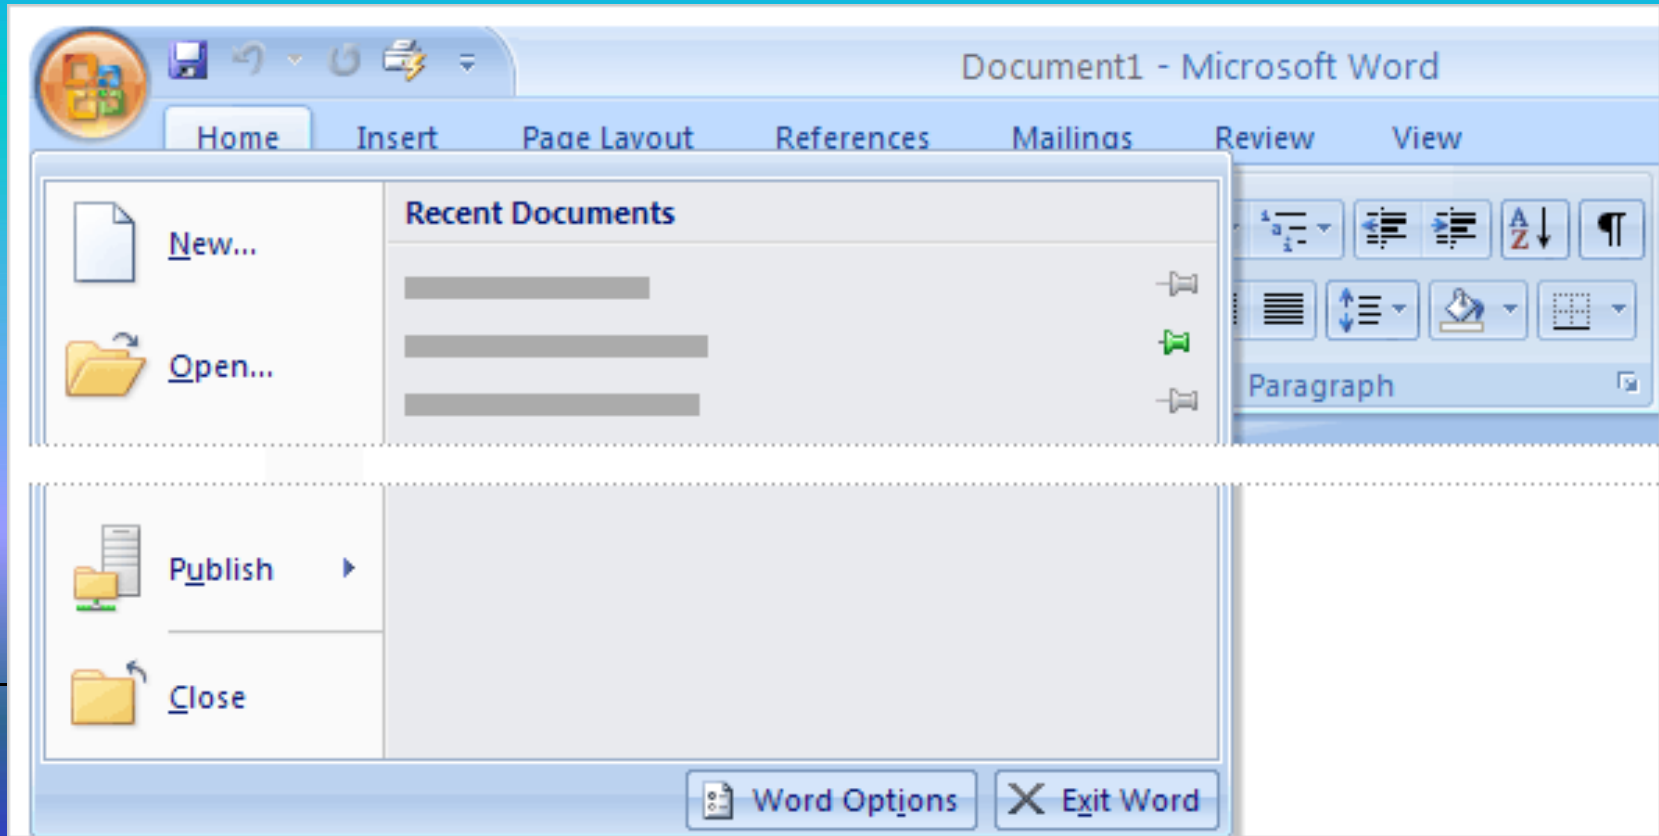 Document1 - Microsoft Word
Home Insert Page Layout References Mailings Review View
Recent Documents
New...
Open...
Paragraph
Publish
Close
Word Options Exit Word